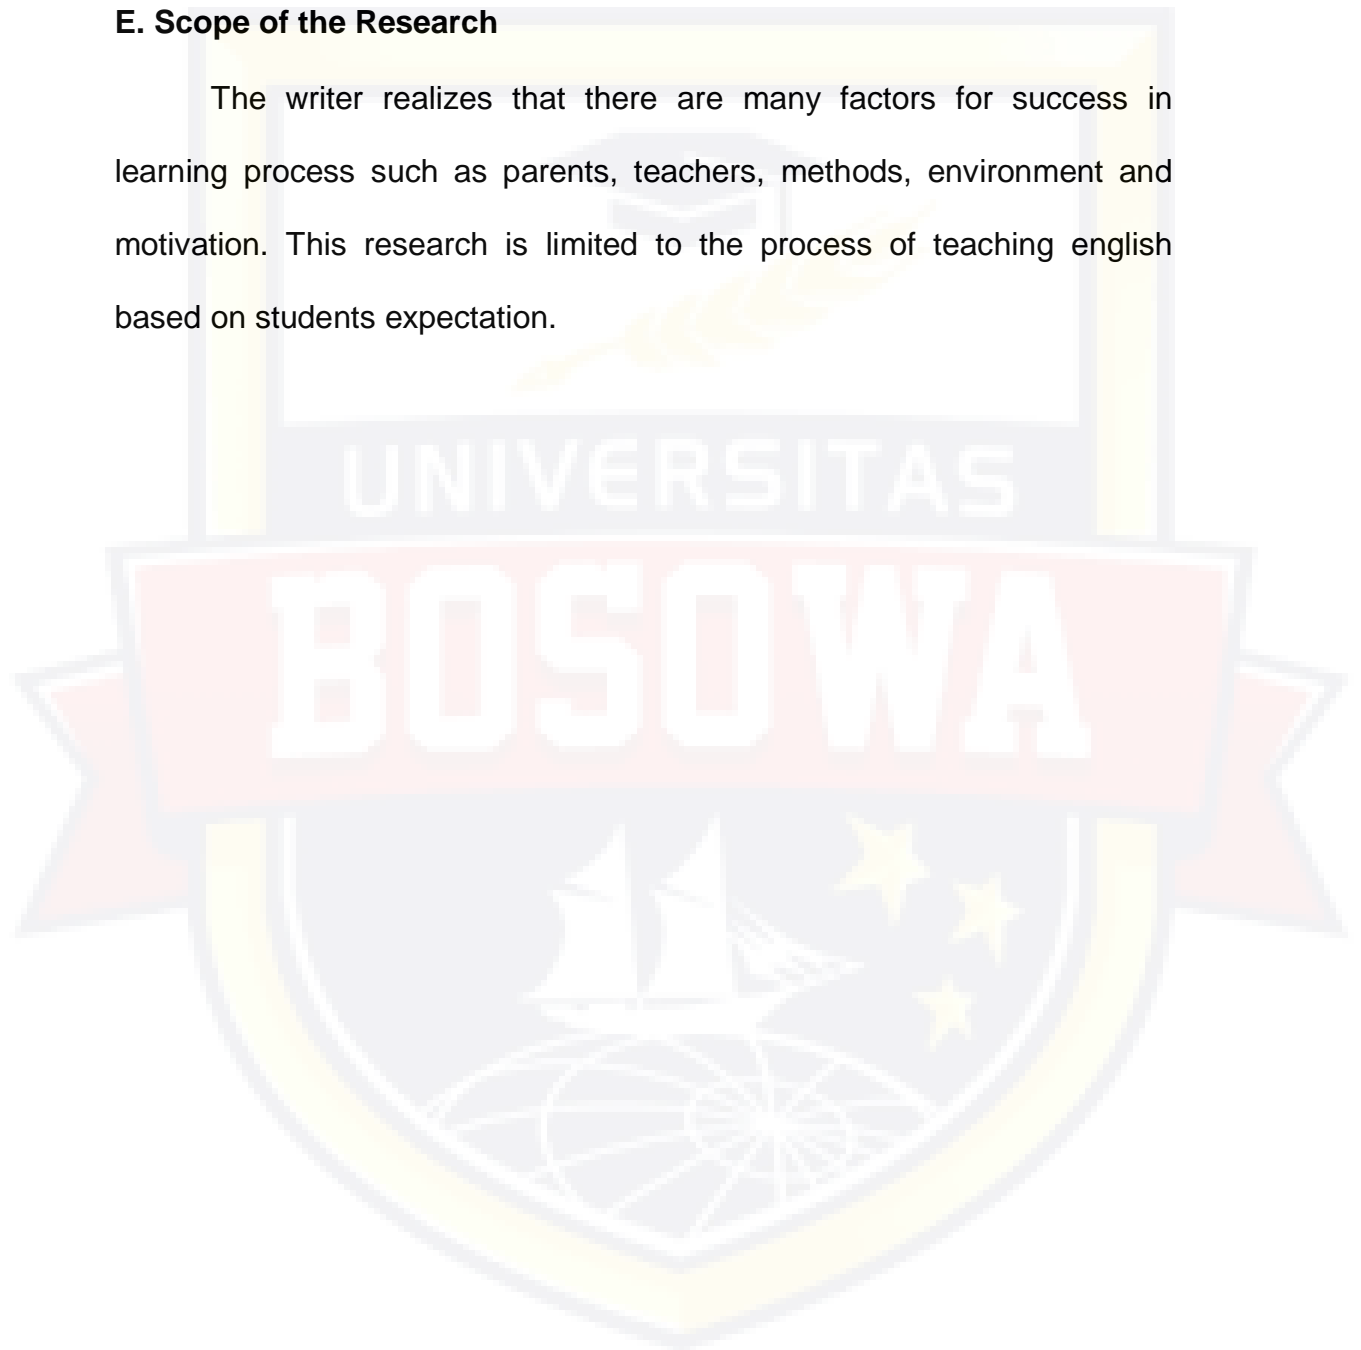 E. Scope of the Research
The writer realizes that there are many factors for success in
learning process such as parents, teachers, methods, environment and
motivation. This research is limited to the process of teaching english
based on students expectation.
UNIVERSITAS
BOSOWA